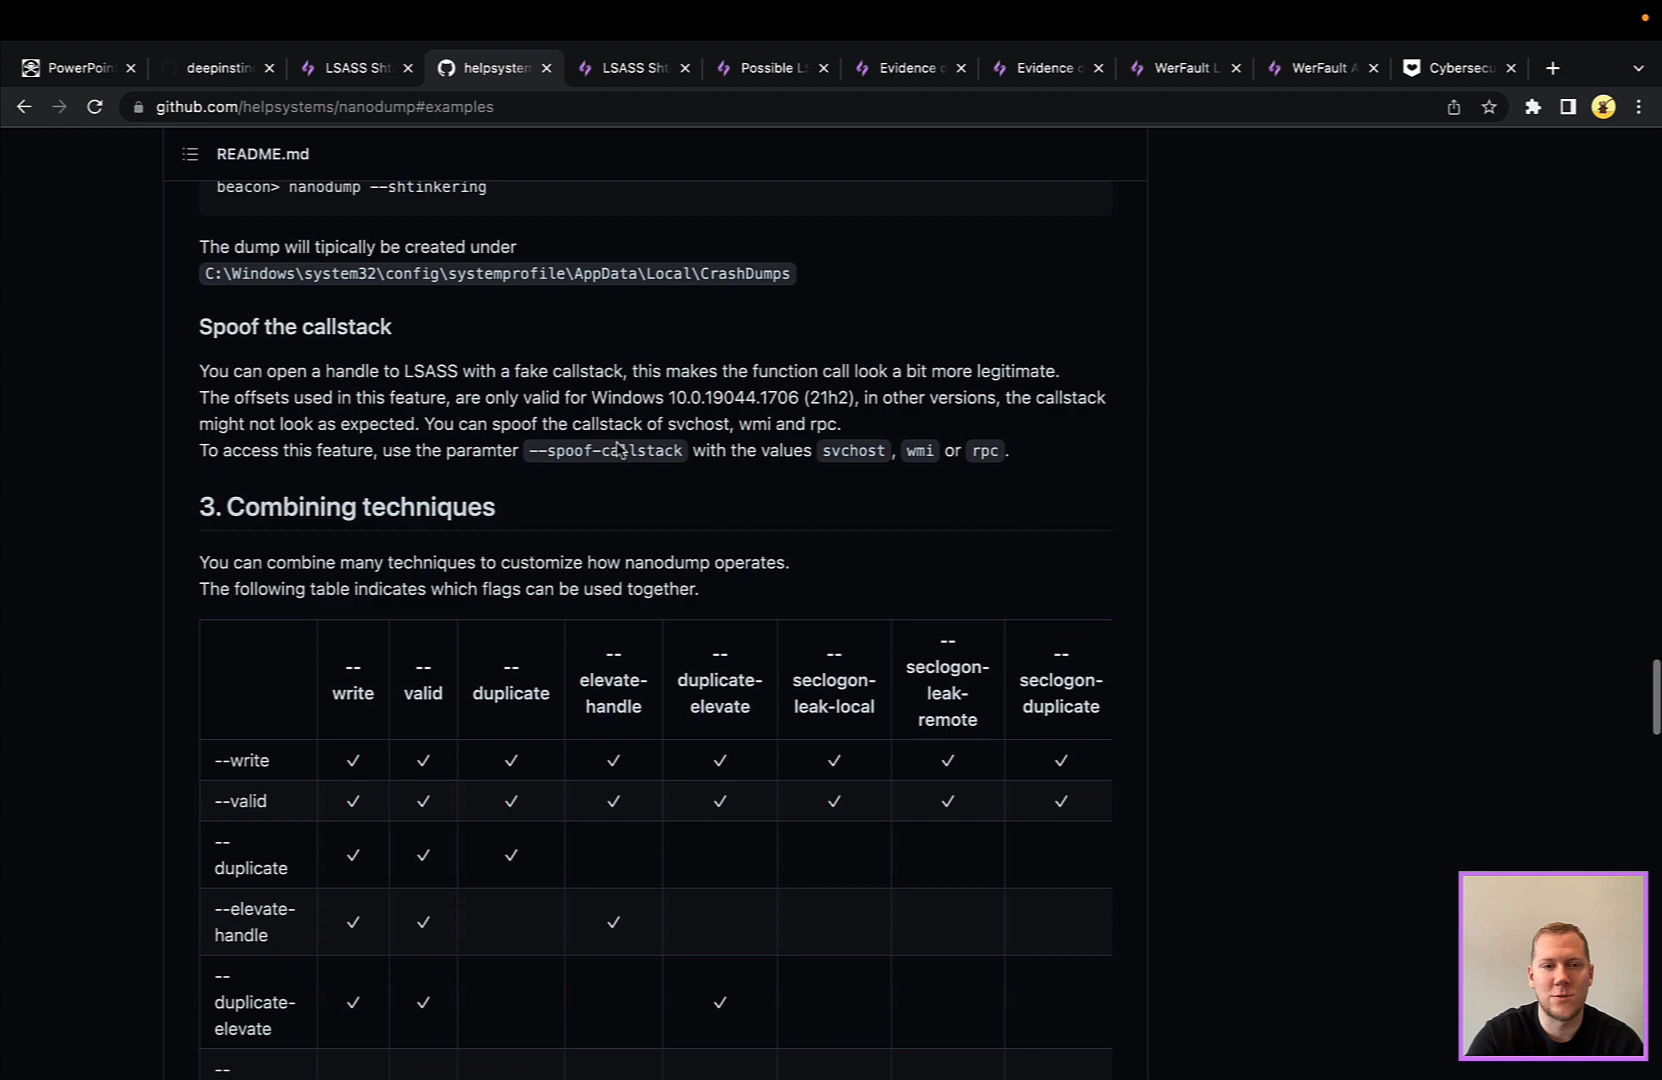 PowerPoin
deepinstin
LSASS Sht
helpsystem
LSASS Sht
Possible LS
Evidence o
Evidence o
WerFault L
WerFault A
Cybersecu
github.com/helpsystems/nanodump#examples
README.md
beacon> nanodump --shtinkering
The dump will tipically be created under
C:\Windows\system32\config\systemprofile\AppData\Local\CrashDumps
Spoof the callstack
You can open a handle to LSASS with a fake callstack, this makes the function call look a bit more legitimate.
The offsets used in this feature, are only valid for Windows 10.0.19044.1706 (21h2), in other versions, the callstack
might not look as expected. You can spoof the callstack of svchost, wmi and rpc.
To access this feature, use the paramter --spoof-callstack with the values svchost, wmi or rpc.
3. Combining techniques
You can combine many techniques to customize how nanodump operates.
The following table indicates which flags can be used together.
--write
--valid
--duplicate
--elevate-handle
--duplicate-elevate
--seclogon-leak-local
--seclogon-leak-remote
--seclogon-duplicate
--write ✓ ✓ ✓ ✓ ✓ ✓ ✓ ✓
--valid ✓ ✓ ✓ ✓ ✓ ✓ ✓ ✓
--
duplicate ✓ ✓ ✓
--elevate-
handle ✓ ✓ ✓
--
duplicate-
elevate ✓ ✓ ✓
--